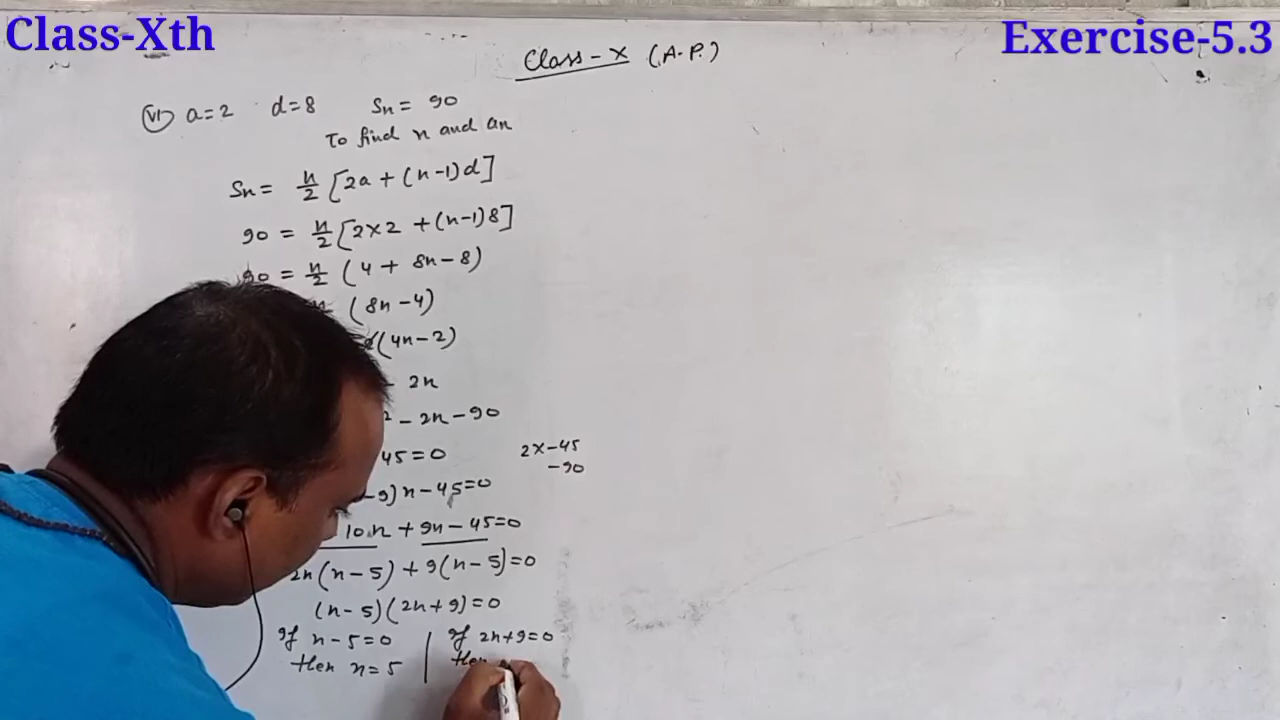 Class-Xth
Exercise-5.3
Class - X (A.P.)
(vi) a=2 d=8 Sn = 90
To find n and an
Sn = n/2 [2a + (n-1)d]
90 = n/2 [2×2 + (n-1)8]
90 = n/2 (4 + 8n - 8)
(8n - 4)
(4n - 2)
- 2n
² - 2n - 90
45 = 0
2×-45
-90
-9)n - 45 = 0
10n + 9n - 45 = 0
2n(n - 5) + 9(n - 5) = 0
(n - 5)(2n + 9) = 0
If n - 5 = 0 | If 2n + 9 = 0
then n = 5 | then